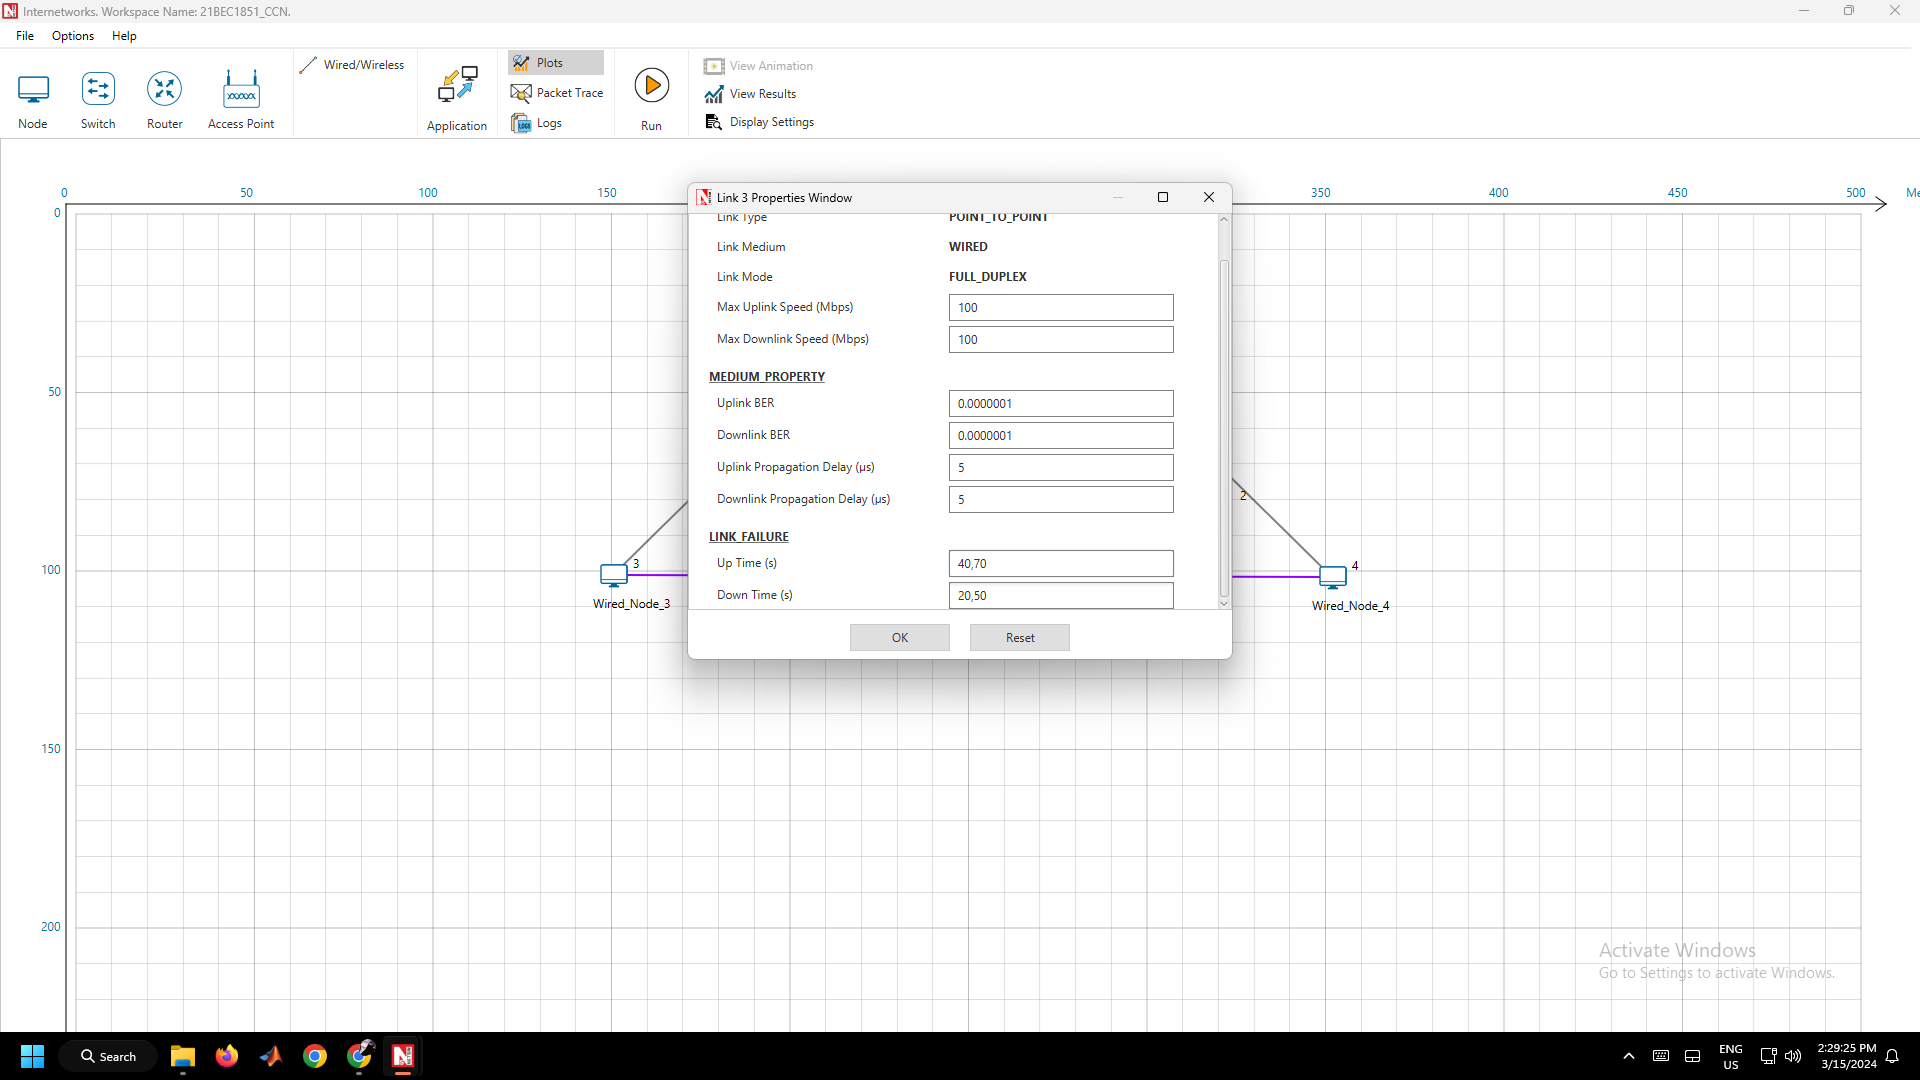 Internetworks. Workspace Name: 21BEC1851_CCN.
File Options Help
Node
Switch
Router
Access Point
Wired/Wireless
Application
Plots
Packet Trace
Logs
Run
View Animation
View Results
Display Settings
0 50 100 150 350 400 450 500
0
50
100
150
200
Link 3 Properties Window
Link Type POINT_TO_POINT
Link Medium WIRED
Link Mode FULL_DUPLEX
Max Uplink Speed (Mbps) 100
Max Downlink Speed (Mbps) 100
MEDIUM_PROPERTY
Uplink BER 0.0000001
Downlink BER 0.0000001
Uplink Propagation Delay (µs) 5
Downlink Propagation Delay (µs) 5
LINK_FAILURE
Up Time (s) 40,70
Down Time (s) 20,50
OK Reset
2
3
Wired_Node_3
4
Wired_Node_4
Activate Windows
Go to Settings to activate Windows.
Search
ENG
US
2:29:25 PM
3/15/2024